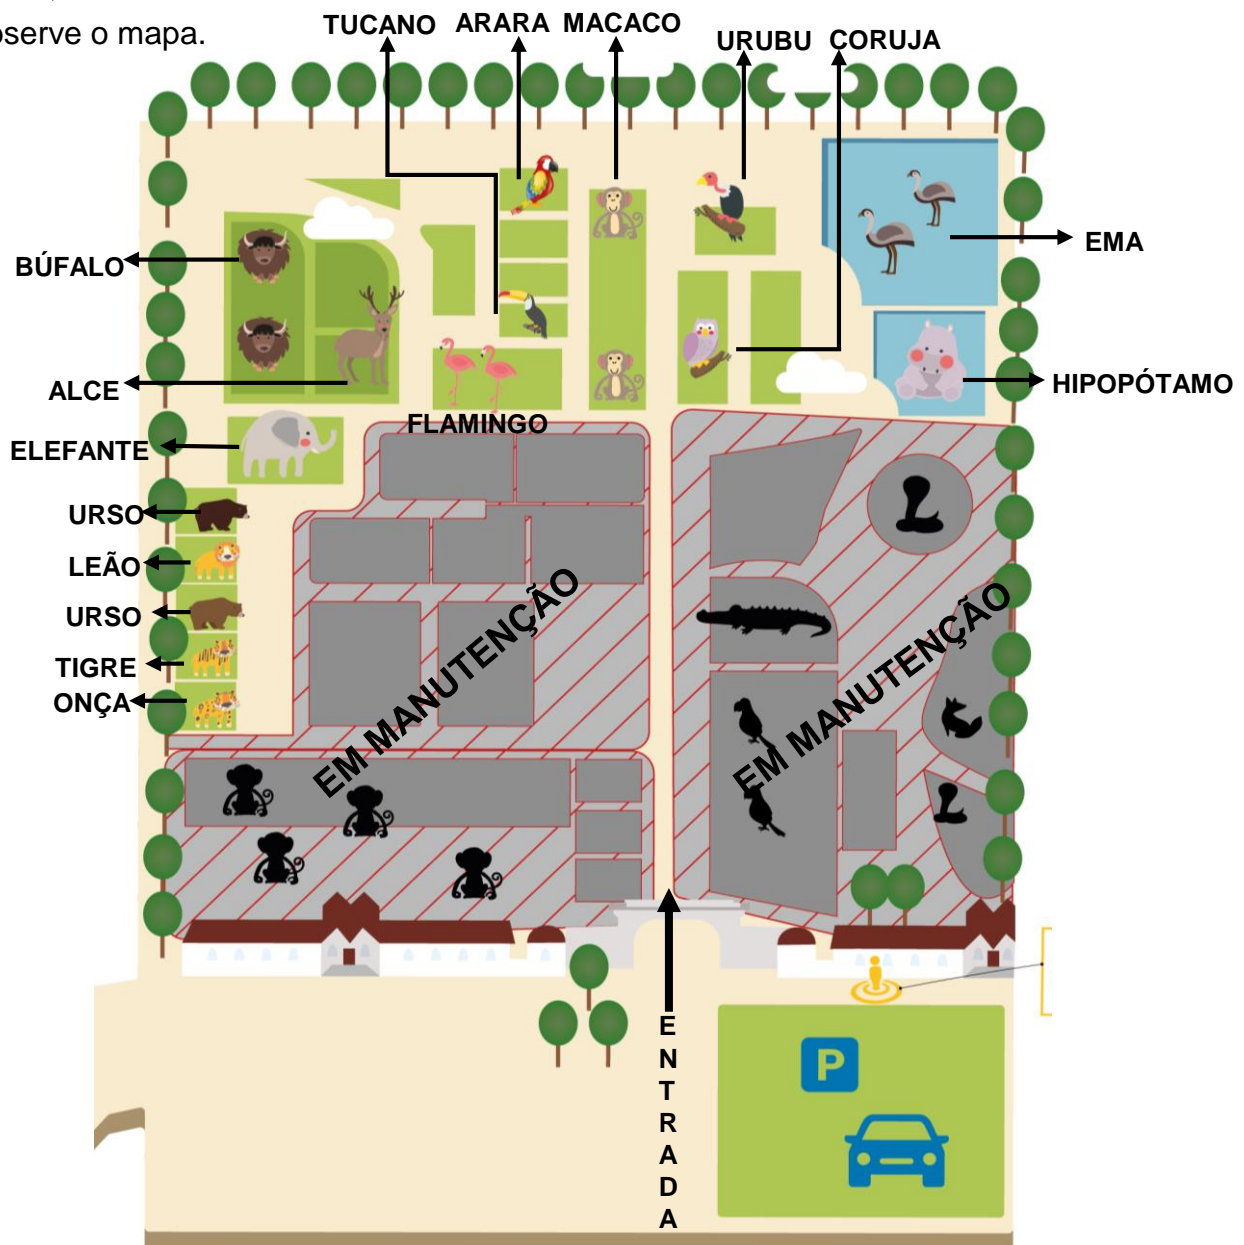 oserve o mapa.
TUCANO ARARA MACACO
URUBU CORUJA
EMA
BÚFALO
ALCE
HIPOPÓTAMO
FLAMINGO
ELEFANTE
URSO
LEÃO
URSO
TIGRE
ONÇA
EM MANUTENÇÃO
EM MANUTENÇÃO
E
N
T
R
A
D
A
P